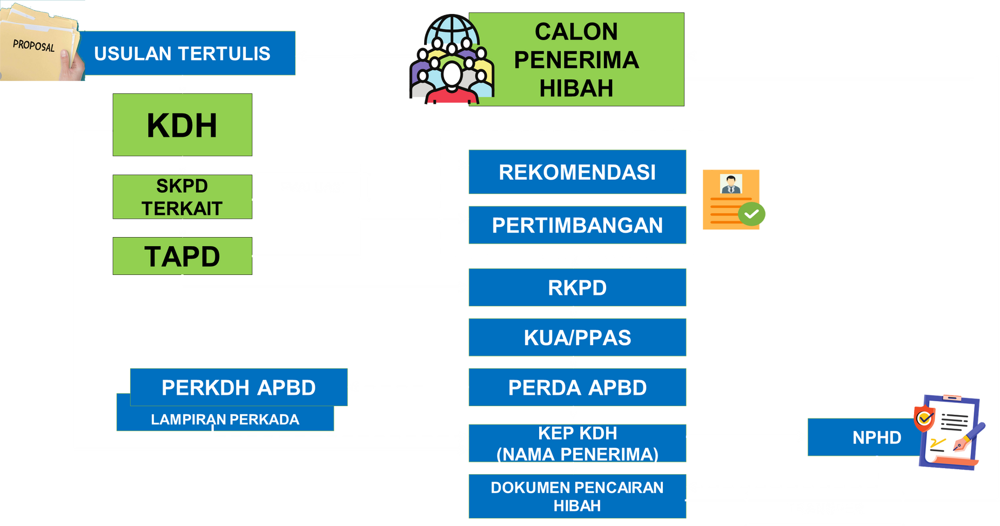 PROPOSAL
USULAN TERTULIS
KDH
SKPD
TERKAIT
TAPD
PERKDH APBD
LAMPIRAN PERKADA
CALON
PENERIMA
HIBAH
REKOMENDASI
PERTIMBANGAN
RKPD
KUA/PPAS
PERDA APBD
KEP KDH
(NAMA PENERIMA)
DOKUMEN PENCAIRAN
HIBAH
NPHD